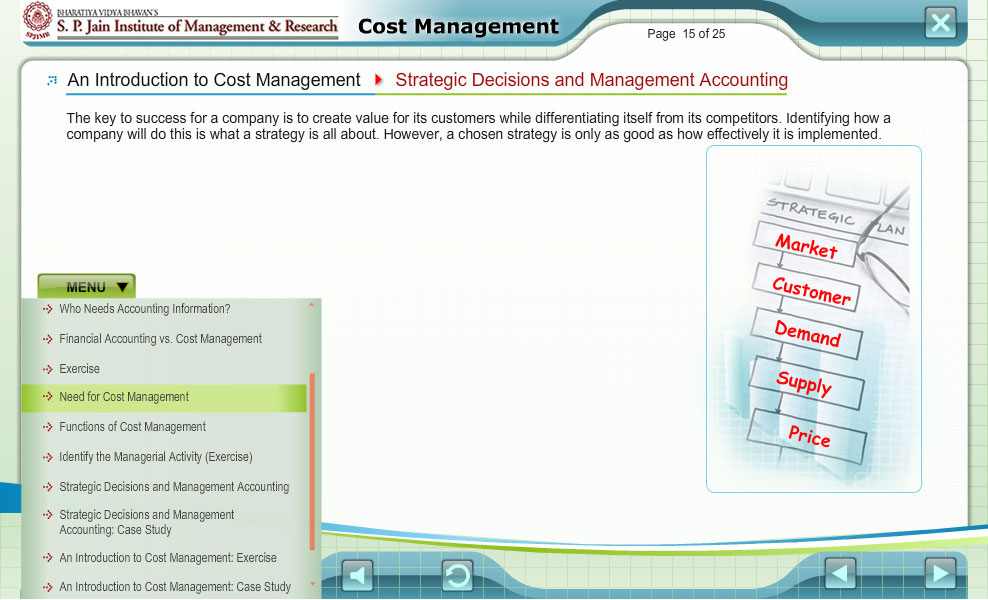 BHARATIYA VIDYA BHAVAN'S
S. P. Jain Institute of Management & Research
SPJIMR
Cost Management
Page 15 of 25
An Introduction to Cost Management
Strategic Decisions and Management Accounting
The key to success for a company is to create value for its customers while differentiating itself from its competitors. Identifying how a
company will do this is what a strategy is all about. However, a chosen strategy is only as good as how effectively it is implemented.
STRATEGIC PLAN
Market
Customer
Demand
Supply
Price
MENU
Who Needs Accounting Information?
Financial Accounting vs. Cost Management
Exercise
Need for Cost Management
Functions of Cost Management
Identify the Managerial Activity (Exercise)
Strategic Decisions and Management Accounting
Strategic Decisions and Management
Accounting: Case Study
An Introduction to Cost Management: Exercise
An Introduction to Cost Management: Case Study